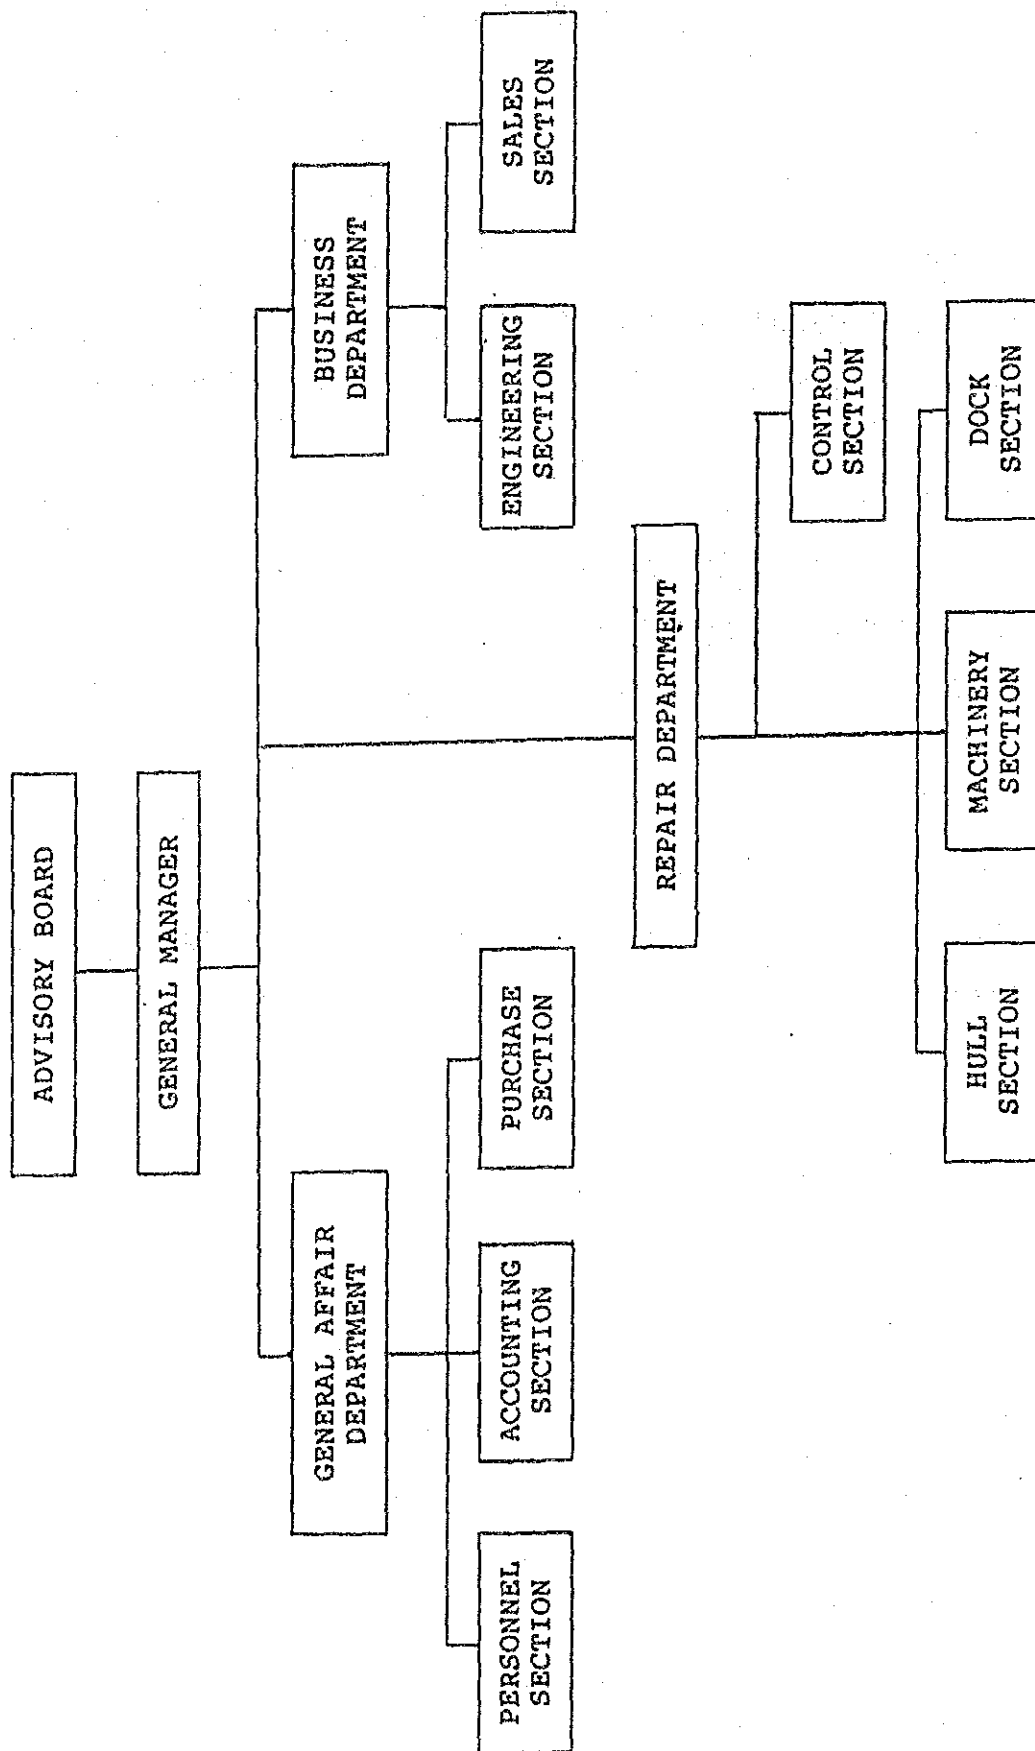 ADVISORY BOARD
GENERAL MANAGER
GENERAL AFFAIR
DEPARTMENT
BUSINESS
DEPARTMENT
PERSONNEL
SECTION
ACCOUNTING
SECTION
PURCHASE
SECTION
ENGINEERING
SECTION
SALES
SECTION
REPAIR DEPARTMENT
CONTROL
SECTION
HULL
SECTION
MACHINERY
SECTION
DOCK
SECTION